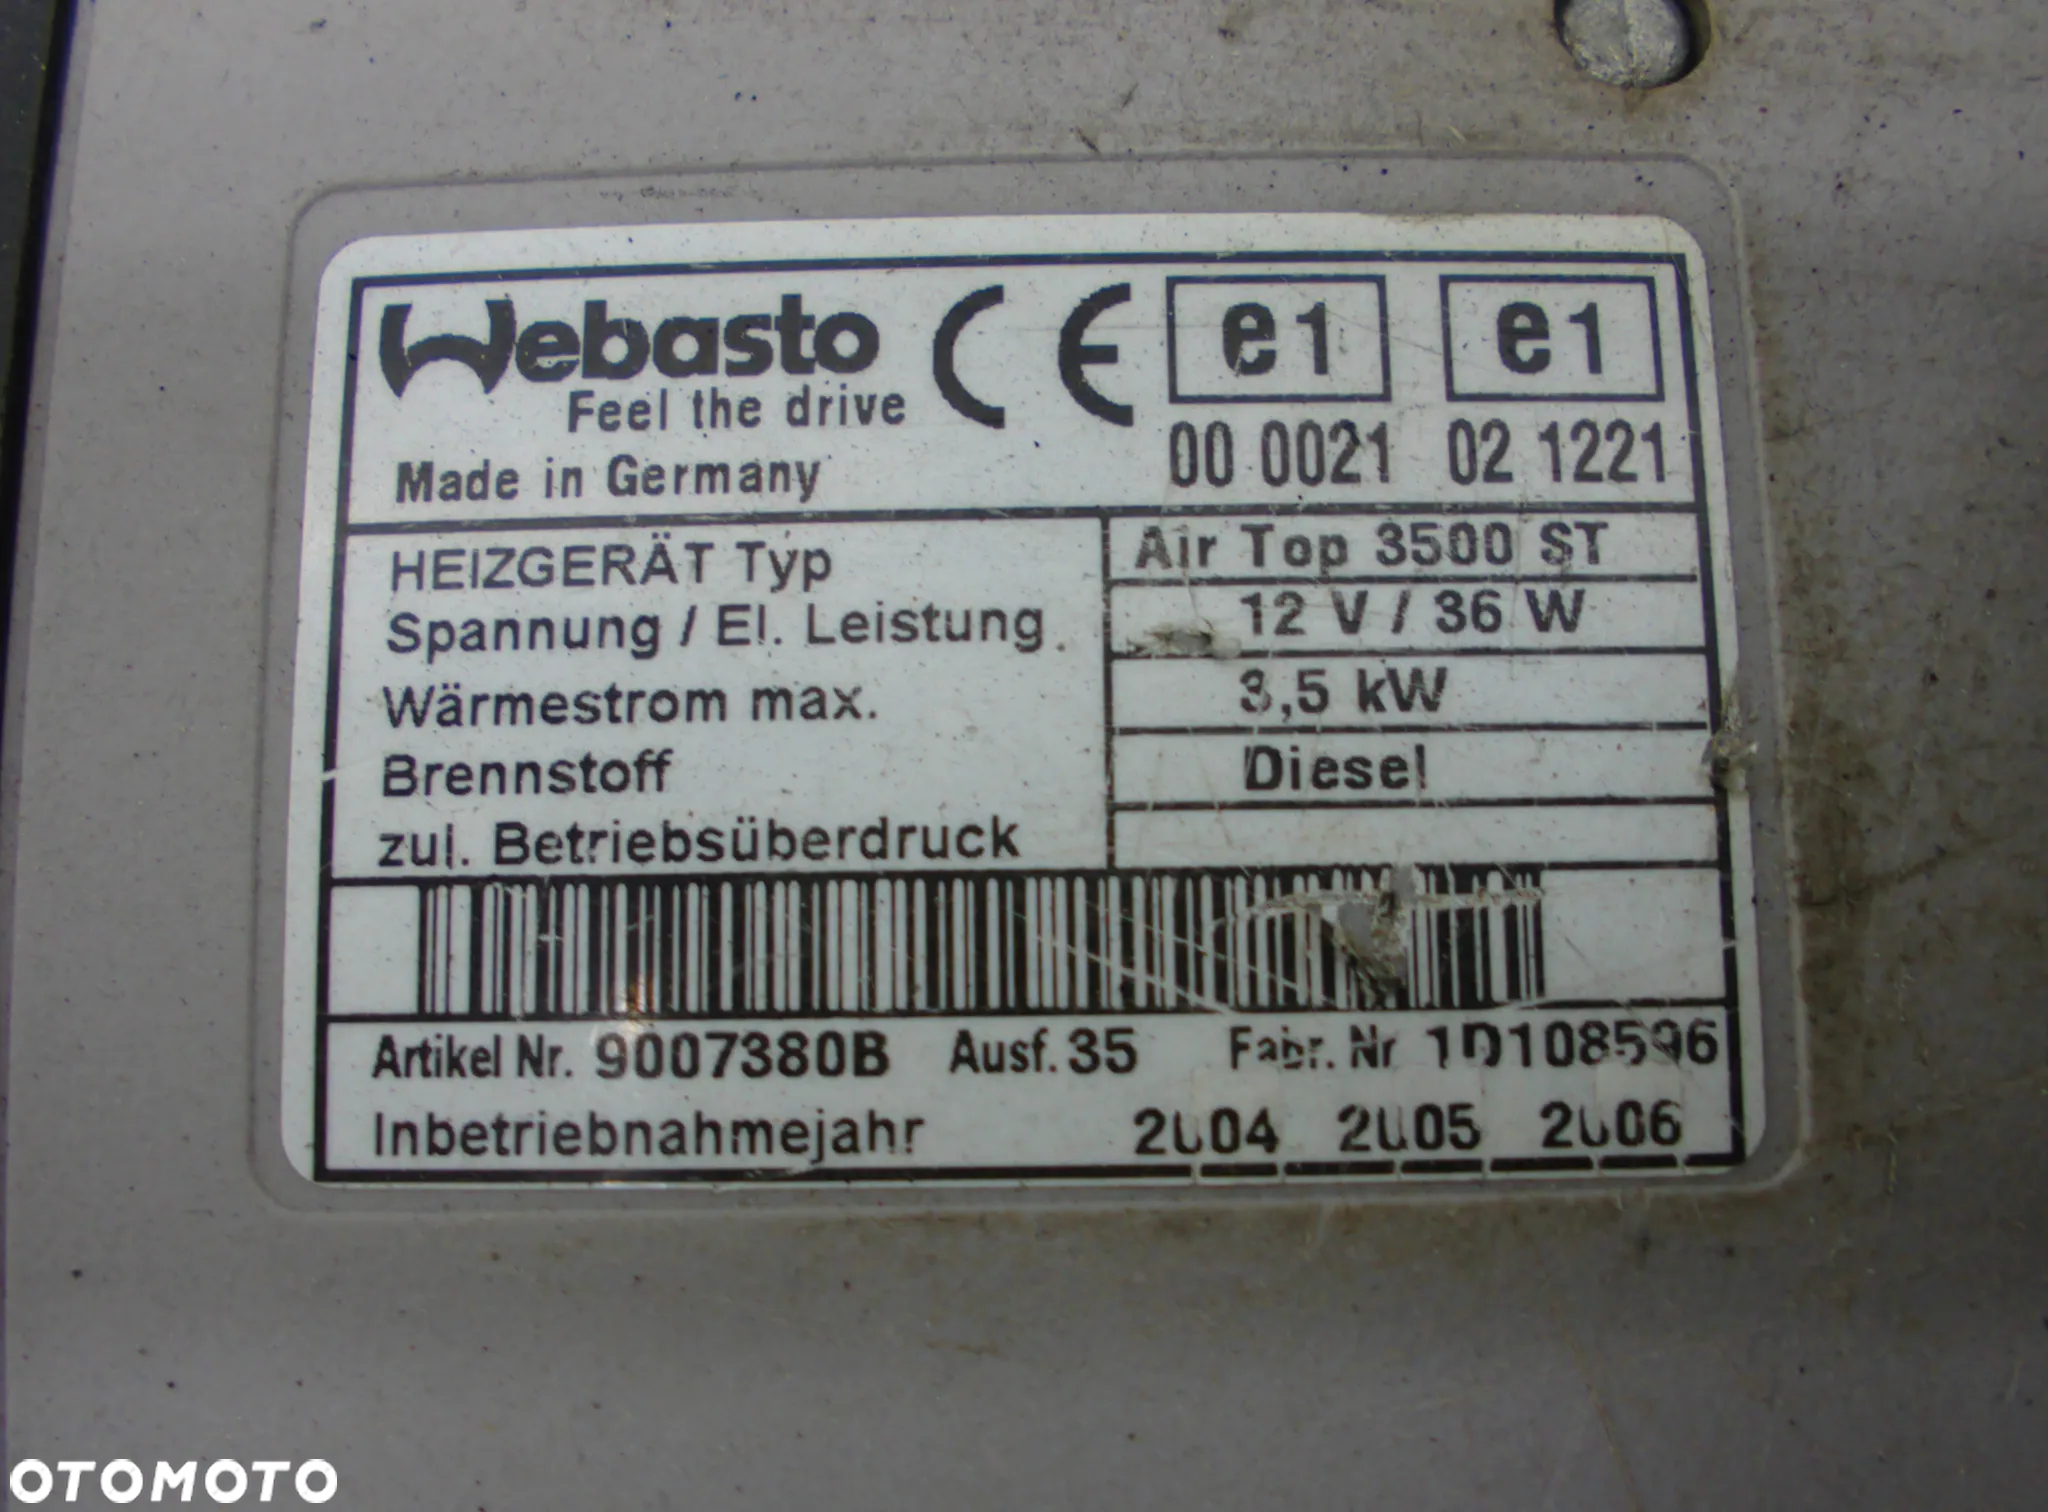 Webasto CE e1 e1
Feel the drive
00 0021 02 1221
Made in Germany
HEIZGERÄT Typ Air Top 3500 ST
Spannung / El. Leistung 12 V / 36 W
Wärmestrom max. 3,5 kW
Brennstoff Diesel
zul. Betriebsüberdruck
Artikel Nr. 9007380B Ausf. 35 Fabr. Nr 1D108596
Inbetriebnahmejahr 2004 2005 2006
OTOMOTO